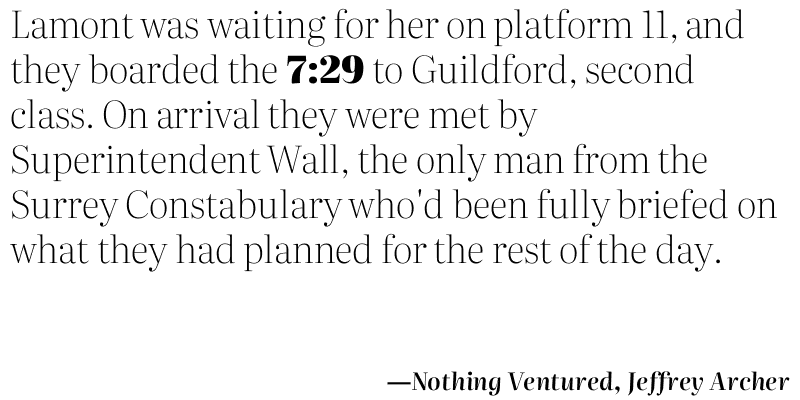 Lamont was waiting for her on platform 11, and
they boarded the 7:29 to Guildford, second
class. On arrival they were met by
Superintendent Wall, the only man from the
Surrey Constabulary who'd been fully briefed on
what they had planned for the rest of the day.
—Nothing Ventured, Jeffrey Archer